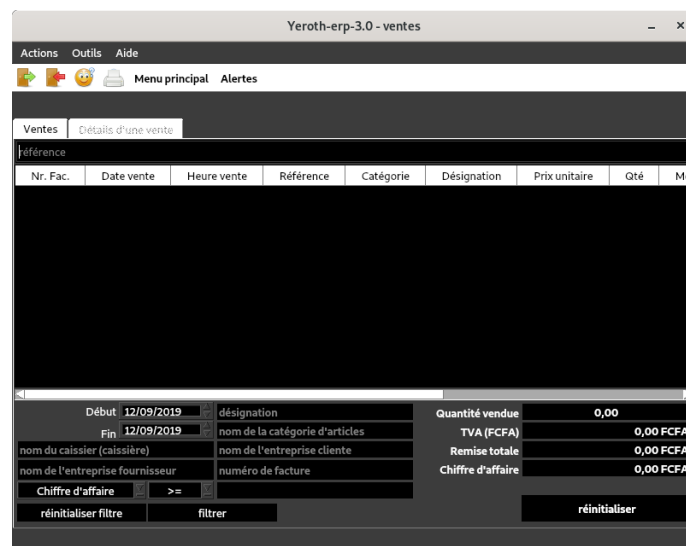 Yeroth-erp-3.0 - ventes
Actions Outils Aide
Menu principal Alertes
Ventes Détails d'une vente
référence
Nr. Fac. Date vente Heure vente Référence Catégorie Désignation Prix unitaire Qté
Début 12/09/2019 désignation Quantité vendue 0,00
Fin 12/09/2019 nom de la catégorie d'articles TVA (FCFA) 0,00 FCFA
nom du caissier (caissière) nom de l'entreprise cliente Remise totale 0,00 FCFA
nom de l'entreprise fournisseur numéro de facture Chiffre d'affaire 0,00 FCFA
Chiffre d'affaire >=
réinitialiser filtre filtrer réinitialiser